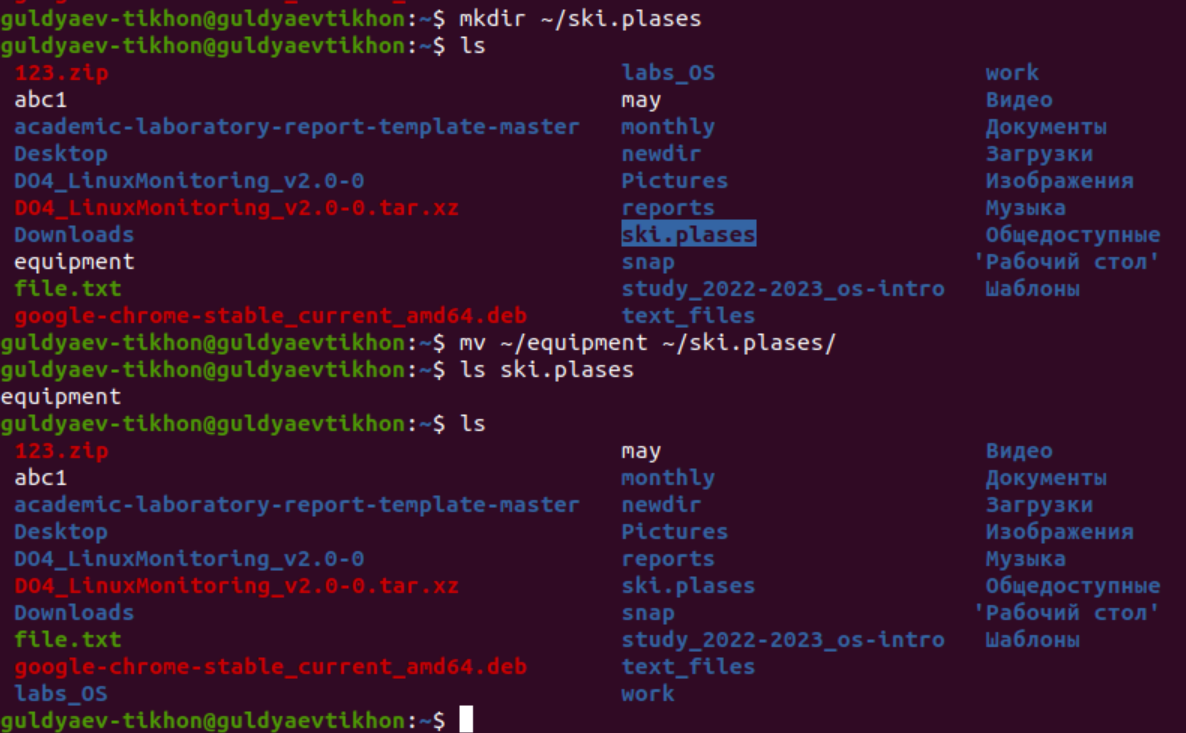 guldyaev-tikhon@guldyaevtikhon:~$ mkdir ~/ski.plases
guldyaev-tikhon@guldyaevtikhon:~$ ls
123.zip labs_OS work
abc1 may Видео
academic-laboratory-report-template-master monthly Документы
Desktop newdir Загрузки
DO4_LinuxMonitoring_v2.0-0 Pictures Изображения
DO4_LinuxMonitoring_v2.0-0.tar.xz reports Музыка
Downloads ski.plases Общедоступные
equipment snap 'Рабочий стол'
file.txt study_2022-2023_os-intro Шаблоны
google-chrome-stable_current_amd64.deb text_files
guldyaev-tikhon@guldyaevtikhon:~$ mv ~/equipment ~/ski.plases/
guldyaev-tikhon@guldyaevtikhon:~$ ls ski.plases
equipment
guldyaev-tikhon@guldyaevtikhon:~$ ls
123.zip may Видео
abc1 monthly Документы
academic-laboratory-report-template-master newdir Загрузки
Desktop Pictures Изображения
DO4_LinuxMonitoring_v2.0-0 reports Музыка
DO4_LinuxMonitoring_v2.0-0.tar.xz ski.plases Общедоступные
Downloads snap 'Рабочий стол'
file.txt study_2022-2023_os-intro Шаблоны
google-chrome-stable_current_amd64.deb text_files
labs_OS work
guldyaev-tikhon@guldyaevtikhon:~$